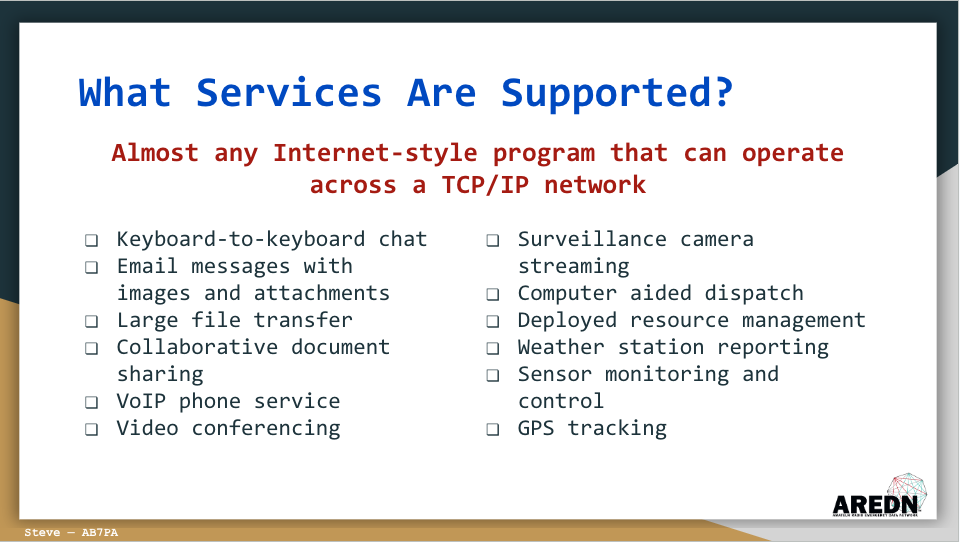 What Services Are Supported?
Almost any Internet-style program that can operate
across a TCP/IP network
❏ Keyboard-to-keyboard chat
❏ Email messages with
images and attachments
❏ Large file transfer
❏ Collaborative document
sharing
❏ VoIP phone service
❏ Video conferencing
❏ Surveillance camera
streaming
❏ Computer aided dispatch
❏ Deployed resource management
❏ Weather station reporting
❏ Sensor monitoring and
control
❏ GPS tracking
AREDN
AMATEUR RADIO EMERGENCY DATA NETWORK
Steve — AB7PA